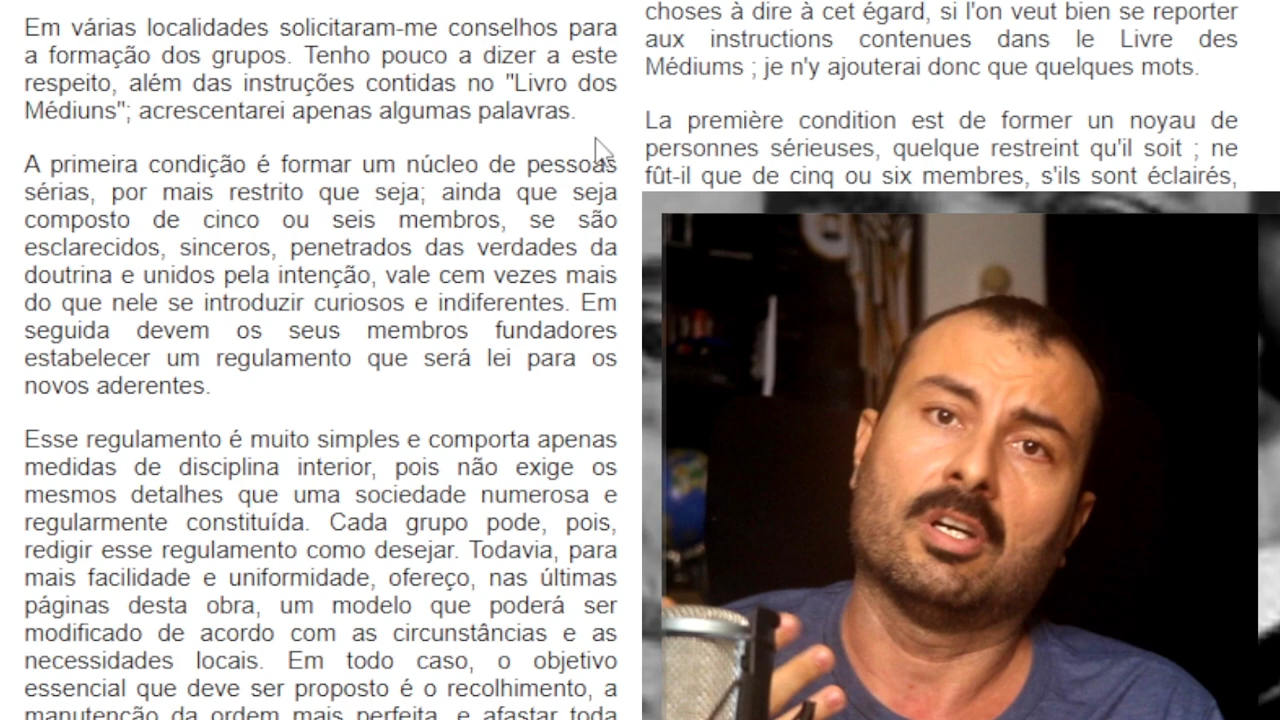 Em várias localidades solicitaram-me conselhos para
a formação dos grupos. Tenho pouco a dizer a este
respeito, além das instruções contidas no "Livro dos
Médiuns"; acrescentarei apenas algumas palavras.
A primeira condição é formar um núcleo de pessoas
sérias, por mais restrito que seja; ainda que seja
composto de cinco ou seis membros, se são
esclarecidos, sinceros, penetrados das verdades da
doutrina e unidos pela intenção, vale cem vezes mais
do que nele se introduzir curiosos e indiferentes. Em
seguida devem os seus membros fundadores
estabelecer um regulamento que será lei para os
novos aderentes.
Esse regulamento é muito simples e comporta apenas
medidas de disciplina interior, pois não exige os
mesmos detalhes que uma sociedade numerosa e
regularmente constituída. Cada grupo pode, pois,
redigir esse regulamento como desejar. Todavia, para
mais facilidade e uniformidade, ofereço, nas últimas
páginas desta obra, um modelo que poderá ser
modificado de acordo com as circunstâncias e as
necessidades locais. Em todo caso, o objetivo
essencial que deve ser proposto é o recolhimento, a
manutenção da ordem mais perfeita, e afastar toda
choses à dire à cet égard, si l'on veut bien se reporter
aux instructions contenues dans le Livre des
Médiums ; je n'y ajouterai donc que quelques mots.
La première condition est de former un noyau de
personnes sérieuses, quelque restreint qu'il soit ; ne
fût-il que de cinq ou six membres, s'ils sont éclairés,